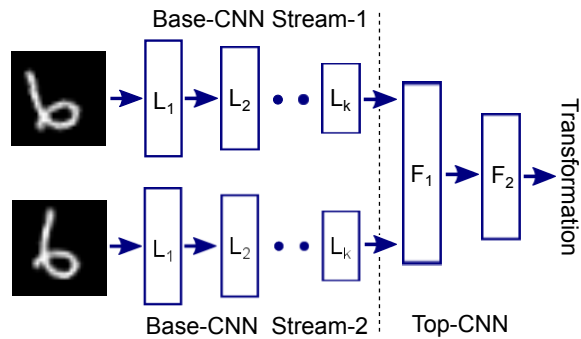 Base-CNN Stream-1
L1 L2 Lk
F1 F2
Transformation
L1 L2 Lk
Base-CNN Stream-2
Top-CNN